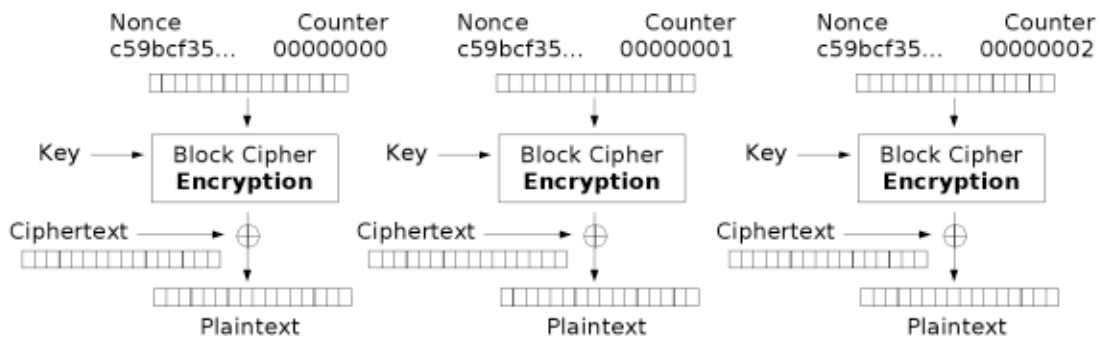 Nonce Counter
c59bcf35... 00000000
Key
Block Cipher
Encryption
Ciphertext
Plaintext
Nonce Counter
c59bcf35... 00000001
Key
Block Cipher
Encryption
Ciphertext
Plaintext
Nonce Counter
c59bcf35... 00000002
Key
Block Cipher
Encryption
Ciphertext
Plaintext